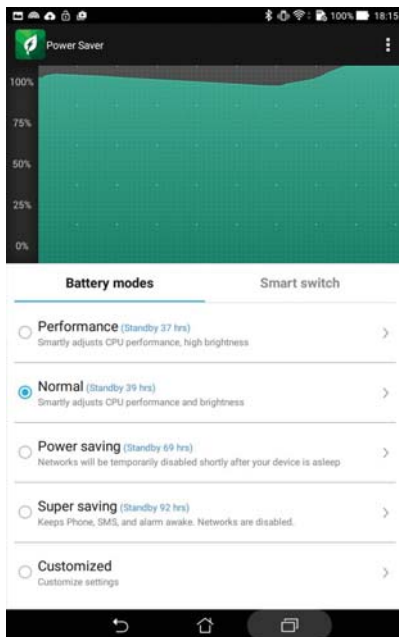 100% 18:15
Power Saver
100%
75%
50%
25%
0%
Battery modes Smart switch
Performance (Standby 37 hrs)
Smartly adjusts CPU performance, high brightness
Normal (Standby 39 hrs)
Smartly adjusts CPU performance and brightness
Power saving (Standby 69 hrs)
Networks will be temporarily disabled shortly after your device is asleep
Super saving (Standby 92 hrs)
Keeps Phone, SMS, and alarm awake. Networks are disabled.
Customized
Customize settings